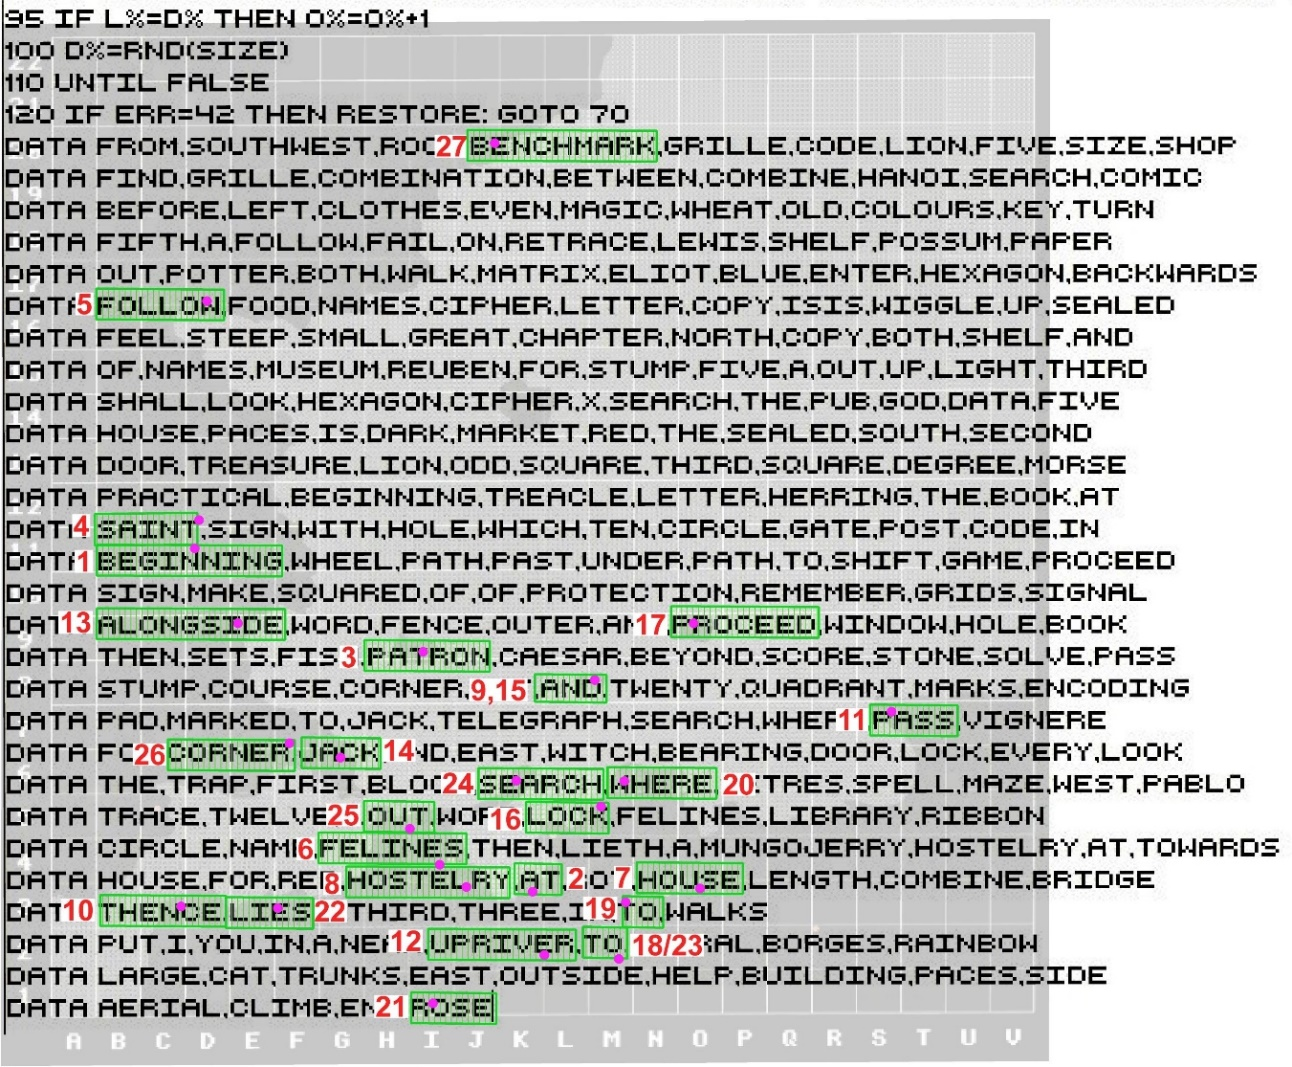 95 IF L%=D% THEN O%=O%+1
100 D%=RND(SIZE)
110 UNTIL FALSE
120 IF ERR=42 THEN RESTORE: GOTO 70
DATA FROM,SOUTHWEST, 27 BENCHMARK,GRILLE,CODE,LION,FIVE,SIZE,SHOP
DATA FIND,GRILLE,COMBINATION,BETWEEN,COMBINE,HANOI,SEARCH,COMIC
DATA BEFORE,LEFT,CLOTHES,EVEN,MAGIC,WHEAT,OLD,COLOURS,KEY,TURN
DATA FIFTH,A,FOLLOW,FAIL,ON,RETRACE,LEWIS,SHELF,POSSUM,PAPER
DATA OUT,POTTER,BOTH,WALK,MATRIX,ELIOT,BLUE,ENTER,HEXAGON,BACKWARDS
DATA 5 FOLLOW,FOOD,NAMES,CIPHER,LETTER,COPY,ISIS,WIGGLE,UP,SEALED
DATA FEEL,STEEP,SMALL,GREAT,CHAPTER,NORTH,COPY,BOTH,SHELF,AND
DATA OF,NAMES,MUSEUM,REUBEN,FOR,STUMP,FIVE,A,OUT,UP,LIGHT,THIRD
DATA SHALL,LOOK,HEXAGON,CIPHER,X,SEARCH,THE,PUB,GOD,DATA,FIVE
DATA HOUSE,PACES,IS,DARK,MARKET,RED,THE,SEALED,SOUTH,SECOND
DATA DOOR,TREASURE,LION,ODD,SQUARE,THIRD,SQUARE,DEGREE,MORSE
DATA PRACTICAL,BEGINNING,TREACLE,LETTER,HERRING,THE,BOOK,AT
DATA 4 SAINT,SIGN,WITH,HOLE,WHICH,TEN,CIRCLE,GATE,POST,CODE,IN
DATA 1 BEGINNING,WHEEL,PATH,PAST,UNDER,PATH,TO,SHIFT,GAME,PROCEED
DATA SIGN,MAKE,SQUARED,OF,OF,PROTECTION,REMEMBER,GRIDS,SIGNAL
DAT 13 ALONGSIDE,WORD,FENCE,OUTER, 17 PROCEED,WINDOW,HOLE,BOOK
DATA THEN,SETS, 3 PATRON,CAESAR,BEYOND,SCORE,STONE,SOLVE,PASS
DATA STUMP,COURSE,CORNER, 9,15 AND,TWENTY,QUADRANT,MARKS,ENCODING
DATA PAD,MARKED,TO,JACK,TELEGRAPH,SEARCH, 11 PASS,VIGNERE
DATA 26 CORNER,JACK 14 ND,EAST,WITCH,BEARING,DOOR,LOCK,EVERY,LOOK
DATA THE,TRAP,FIRST, 24 SEARCH,WHERE, 20 TRES,SPELL,MAZE,WEST,PABLO
DATA TRACE,TWELVE 25 OUT, 16 LOCK,FELINES,LIBRARY,RIBBON
DATA CIRCLE, 6 FELINES,THEN,LIETH,A,MUNGOJERRY,HOSTELRY,AT,TOWARDS
DATA HOUSE,FOR, 8 HOSTELRY,AT, 2 7 HOUSE,LENGTH,COMBINE,BRIDGE
DAT 10 THENCE,LIES 22 THIRD,THREE, 19 TO,WALKS
DATA PUT,I,YOU,IN,A, 12 UPRIVER,TO 18/23 RAL,BORGES,RAINBOW
DATA LARGE,CAT,TRUNKS,EAST,OUTSIDE,HELP,BUILDING,PACES,SIDE
DATA AERIAL,CLIMB, 21 ROSE
A B C D E F G H I J K L M N O P Q R S T U V